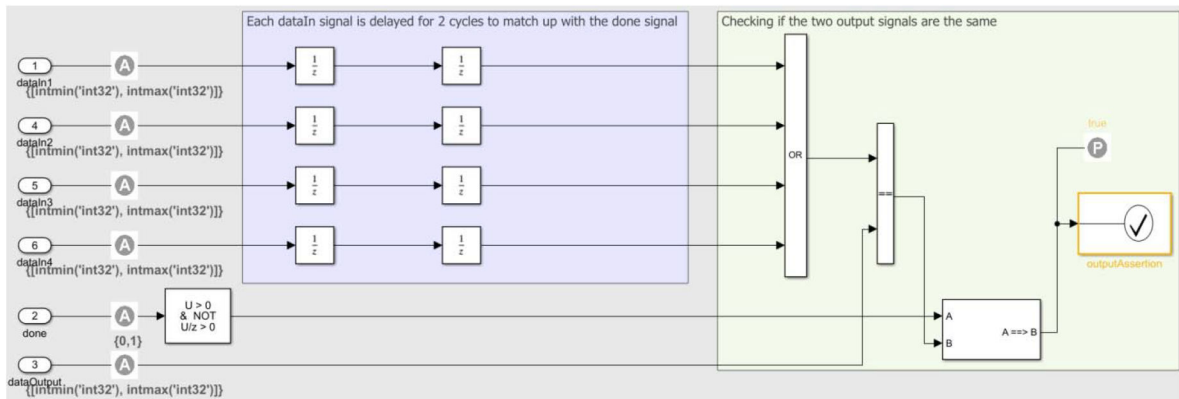 Each dataIn signal is delayed for 2 cycles to match up with the done signal
Checking if the two output signals are the same
1
A
1
z
1
z
dataIn1
{[intmin('int32'), intmax('int32')]}
4
A
1
z
1
z
dataIn2
{[intmin('int32'), intmax('int32')]}
5
A
1
z
1
z
dataIn3
{[intmin('int32'), intmax('int32')]}
6
A
1
z
1
z
dataIn4
{[intmin('int32'), intmax('int32')]}
OR
==
true
P
outputAssertion
2
A
done
{0,1}
U > 0
& NOT
U/z > 0
A
B
A ==> B
3
A
dataOutput
{[intmin('int32'), intmax('int32')]}